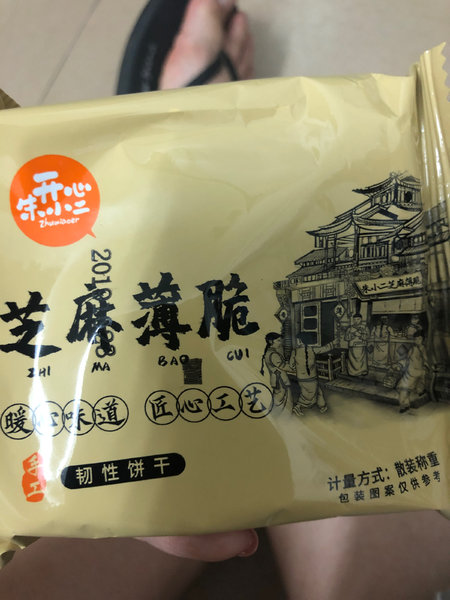 开心
朱小二
Zhuxiaoer
朱小二芝麻薄脆
芝麻薄脆
ZHI MA BAO CUI
暖心味道 匠心工艺
手工
韧性饼干
计量方式：散装称重
包装图案仅供参考